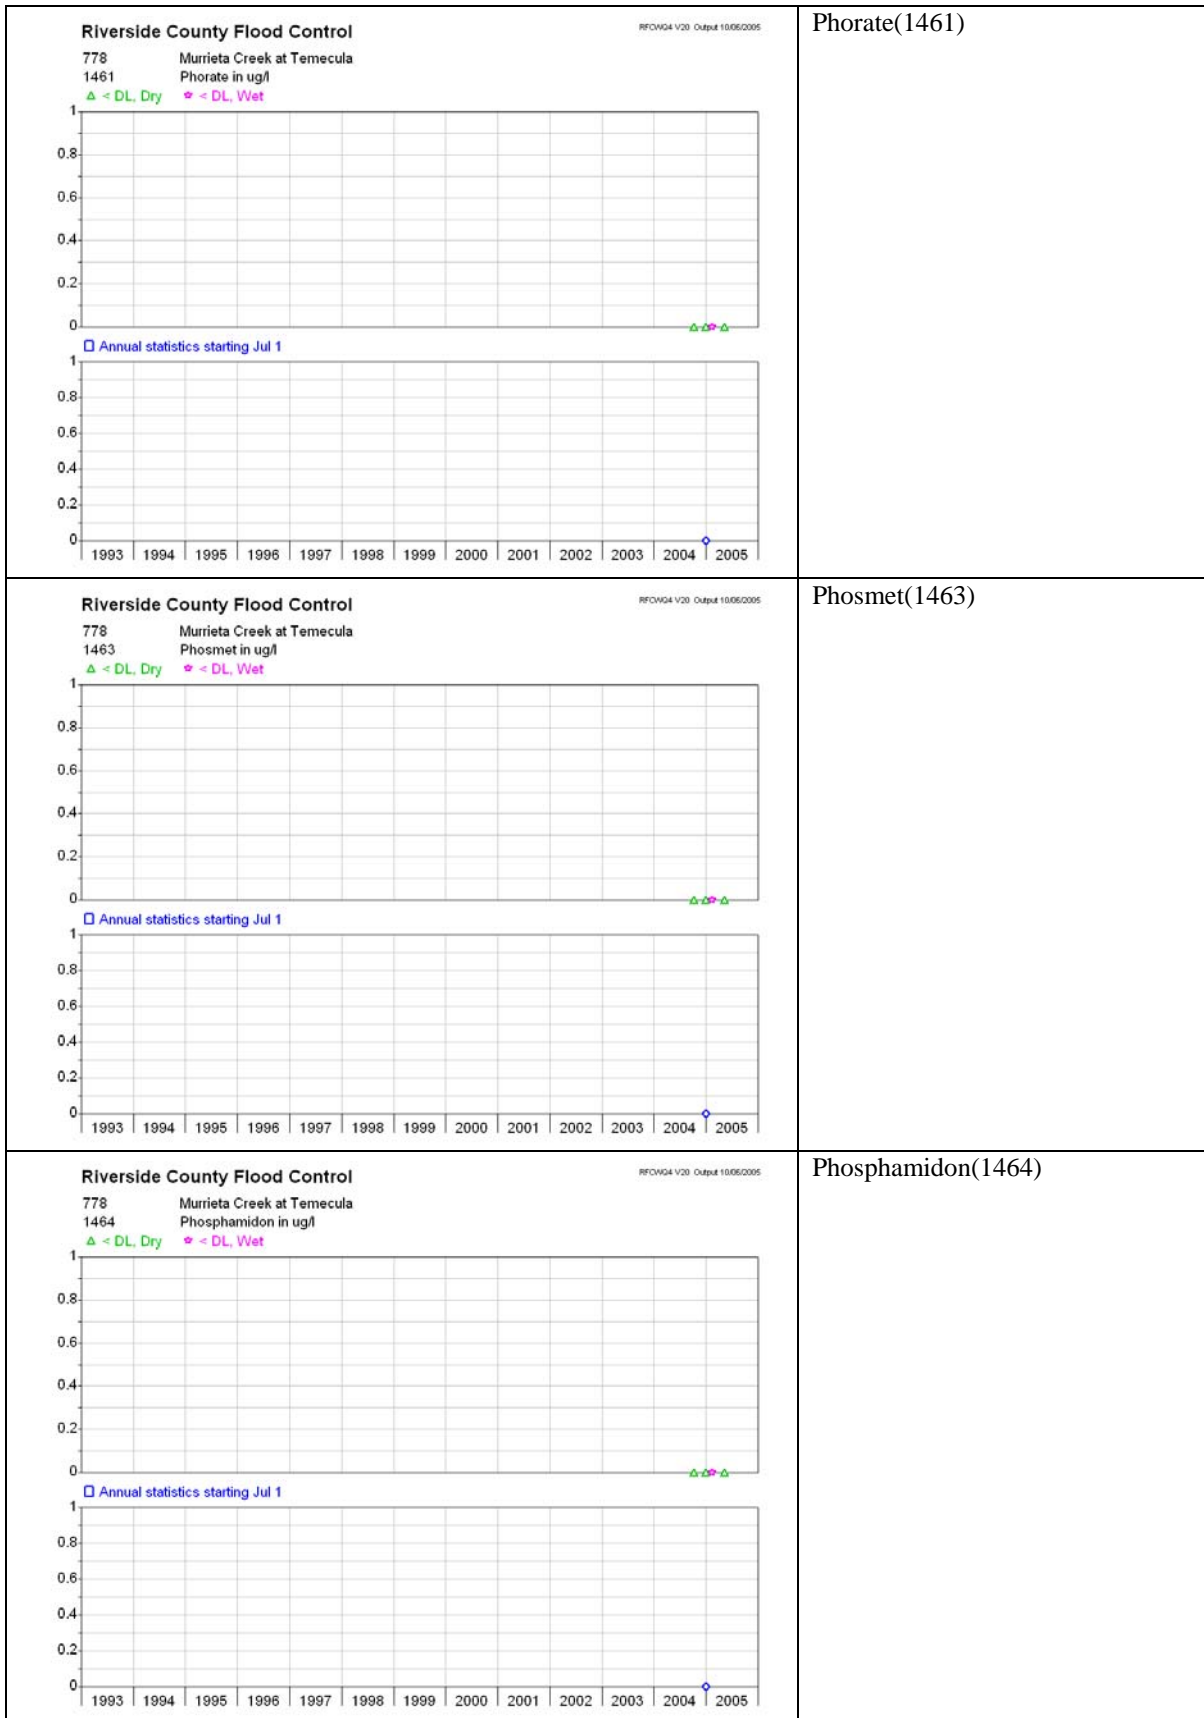 Riverside County Flood Control RFCWQ4 V20 Output 10/06/2005
778 Murrieta Creek at Temecula
1461 Phorate in ug/l
< DL, Dry < DL, Wet
1
0.8
0.6
0.4
0.2
0
Annual statistics starting Jul 1
1
0.8
0.6
0.4
0.2
0
1993 1994 1995 1996 1997 1998 1999 2000 2001 2002 2003 2004 2005
Phorate(1461)
Riverside County Flood Control RFCWQ4 V20 Output 10/06/2005
778 Murrieta Creek at Temecula
1463 Phosmet in ug/l
< DL, Dry < DL, Wet
1
0.8
0.6
0.4
0.2
0
Annual statistics starting Jul 1
1
0.8
0.6
0.4
0.2
0
1993 1994 1995 1996 1997 1998 1999 2000 2001 2002 2003 2004 2005
Phosmet(1463)
Riverside County Flood Control RFCWQ4 V20 Output 10/06/2005
778 Murrieta Creek at Temecula
1464 Phosphamidon in ug/l
< DL, Dry < DL, Wet
1
0.8
0.6
0.4
0.2
0
Annual statistics starting Jul 1
1
0.8
0.6
0.4
0.2
0
1993 1994 1995 1996 1997 1998 1999 2000 2001 2002 2003 2004 2005
Phosphamidon(1464)